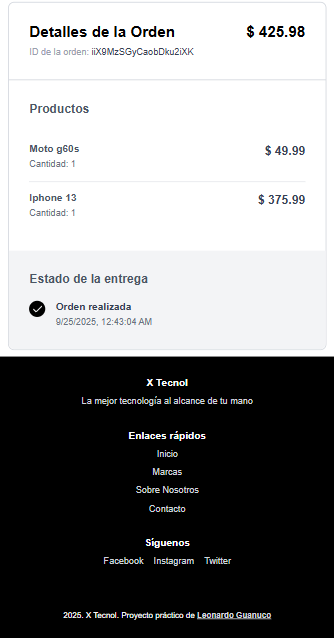 Detalles de la Orden
$ 425.98
ID de la orden: iiX9MzSGyCaobDku2iXK
Productos
Moto g60s
$ 49.99
Cantidad: 1
Iphone 13
$ 375.99
Cantidad: 1
Estado de la entrega
Orden realizada
9/25/2025, 12:43:04 AM
X Tecnol
La mejor tecnología al alcance de tu mano
Enlaces rápidos
Inicio
Marcas
Sobre Nosotros
Contacto
Síguenos
Facebook Instagram Twitter
2025. X Tecnol. Proyecto práctico de Leonardo Guanuco